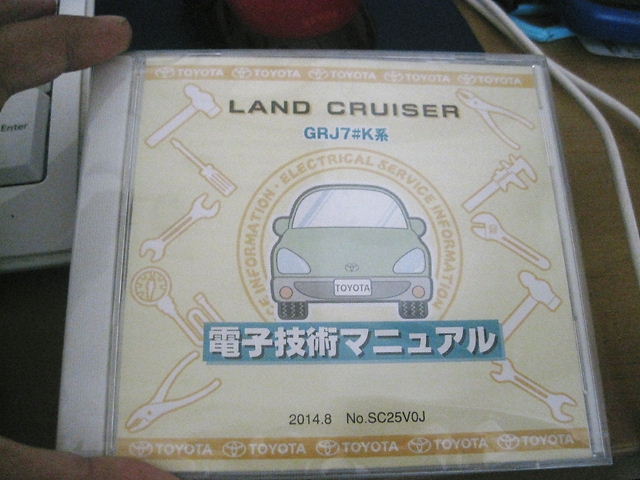 Enter
TOYOTA TOYOTA TOYOTA TOYOTA TOYOTA
LAND CRUISER
GRJ7#K系
E INFORMATION · ELECTRICAL SERVICE INFORMATION
TOYOTA
電子技術マニュアル
2014.8 No.SC25V0J
TOYOTA TOYOTA TOYOTA TOYOTA TOYOTA